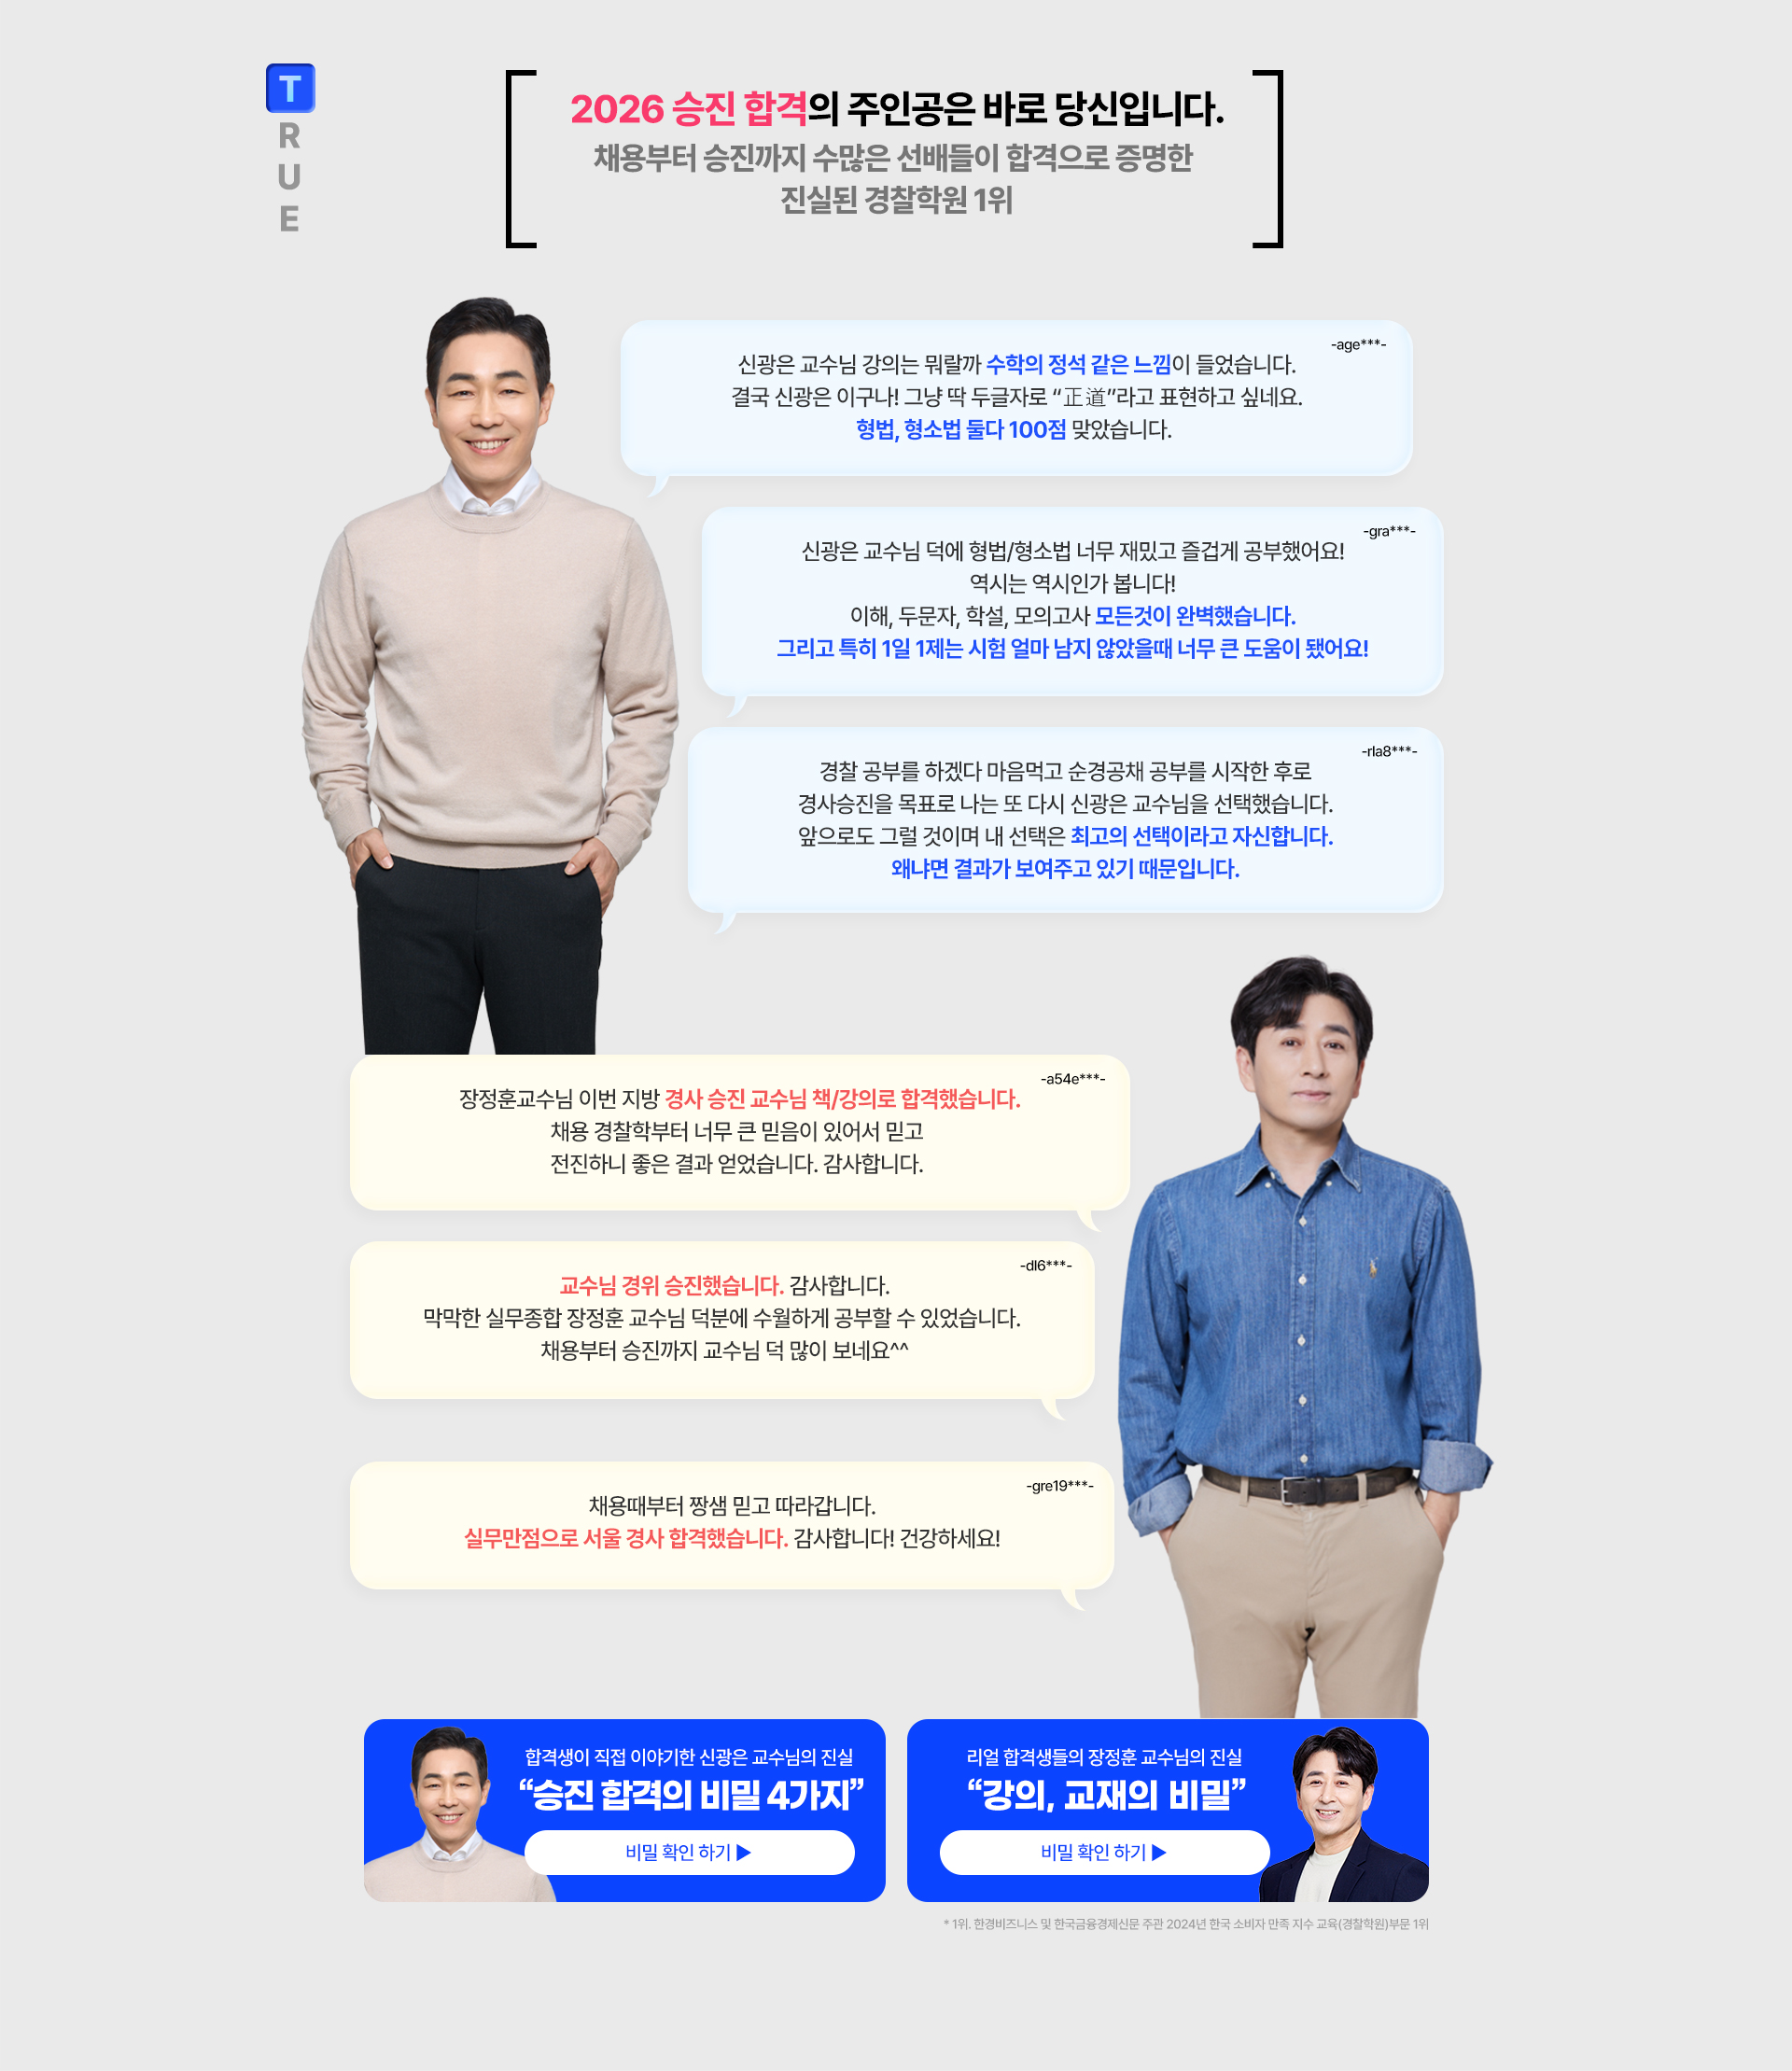 T
R
U
E
2026 승진 합격의 주인공은 바로 당신입니다.
채용부터 승진까지 수많은 선배들이 합격으로 증명한
진실된 경찰학원 1위
-age***-
신광은 교수님 강의는 뭐랄까 수학의 정석 같은 느낌이 들었습니다.
결국 신광은 이구나! 그냥 딱 두글자로 “正道”라고 표현하고 싶네요.
형법, 형소법 둘다 100점 맞았습니다.
-gra***-
신광은 교수님 덕에 형법/형소법 너무 재밌고 즐겁게 공부했어요!
역시는 역시인가 봅니다!
이해, 두문자, 학설, 모의고사 모든것이 완벽했습니다.
그리고 특히 1일 1제는 시험 얼마 남지 않았을때 너무 큰 도움이 됐어요!
-rla8***-
경찰 공부를 하겠다 마음먹고 순경공채 공부를 시작한 후로
경사승진을 목표로 나는 또 다시 신광은 교수님을 선택했습니다.
앞으로도 그럴 것이며 내 선택은 최고의 선택이라고 자신합니다.
왜냐면 결과가 보여주고 있기 때문입니다.
-a54e***-
장정훈교수님 이번 지방 경사 승진 교수님 책/강의로 합격했습니다.
채용 경찰학부터 너무 큰 믿음이 있어서 믿고
전진하니 좋은 결과 얻었습니다. 감사합니다.
-dl6***-
교수님 경위 승진했습니다. 감사합니다.
막막한 실무종합 장정훈 교수님 덕분에 수월하게 공부할 수 있었습니다.
채용부터 승진까지 교수님 덕 많이 보네요^^
-gre19***-
채용때부터 짱샘 믿고 따라갑니다.
실무만점으로 서울 경사 합격했습니다. 감사합니다! 건강하세요!
합격생이 직접 이야기한 신광은 교수님의 진실
“승진 합격의 비밀 4가지”
비밀 확인 하기 ▶
리얼 합격생들의 장정훈 교수님의 진실
“강의, 교재의 비밀”
비밀 확인 하기 ▶
* 1위. 한경비즈니스 및 한국금융경제신문 주관 2024년 한국 소비자 만족 지수 교육(경찰학원)부문 1위